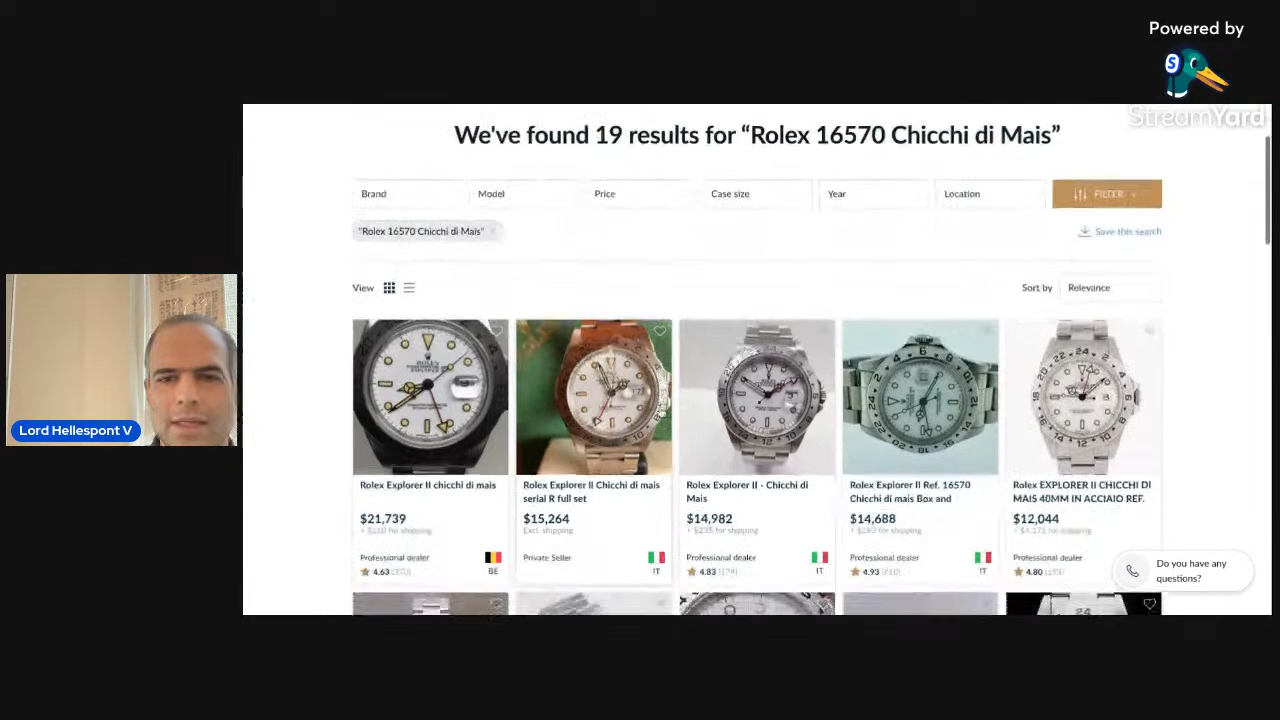 Powered by
S
StreamYard
We've found 19 results for “Rolex 16570 Chicchi di Mais”
Brand
Model
Price
Case size
Year
Location
FILTER
"Rolex 16570 Chicchi di Mais"
Save this search
View
Sort by
Relevance
Rolex Explorer II chicchi di mais
$21,739
Professional dealer
4.63
BE
Rolex Explorer II Chicchi di mais
serial R full set
$15,264
Excl. shipping
Private Seller
IT
Rolex Explorer II - Chicchi di
Mais
$14,982
Professional dealer
4.83
IT
Rolex Explorer II Ref. 16570
Chicchi di mais Box and
$14,688
Professional dealer
4.93
IT
Rolex EXPLORER II CHICCHI DI
MAIS 40MM IN ACCIAIO REF.
$12,044
Professional dealer
4.80
Do you have any
questions?
Lord Hellespont V